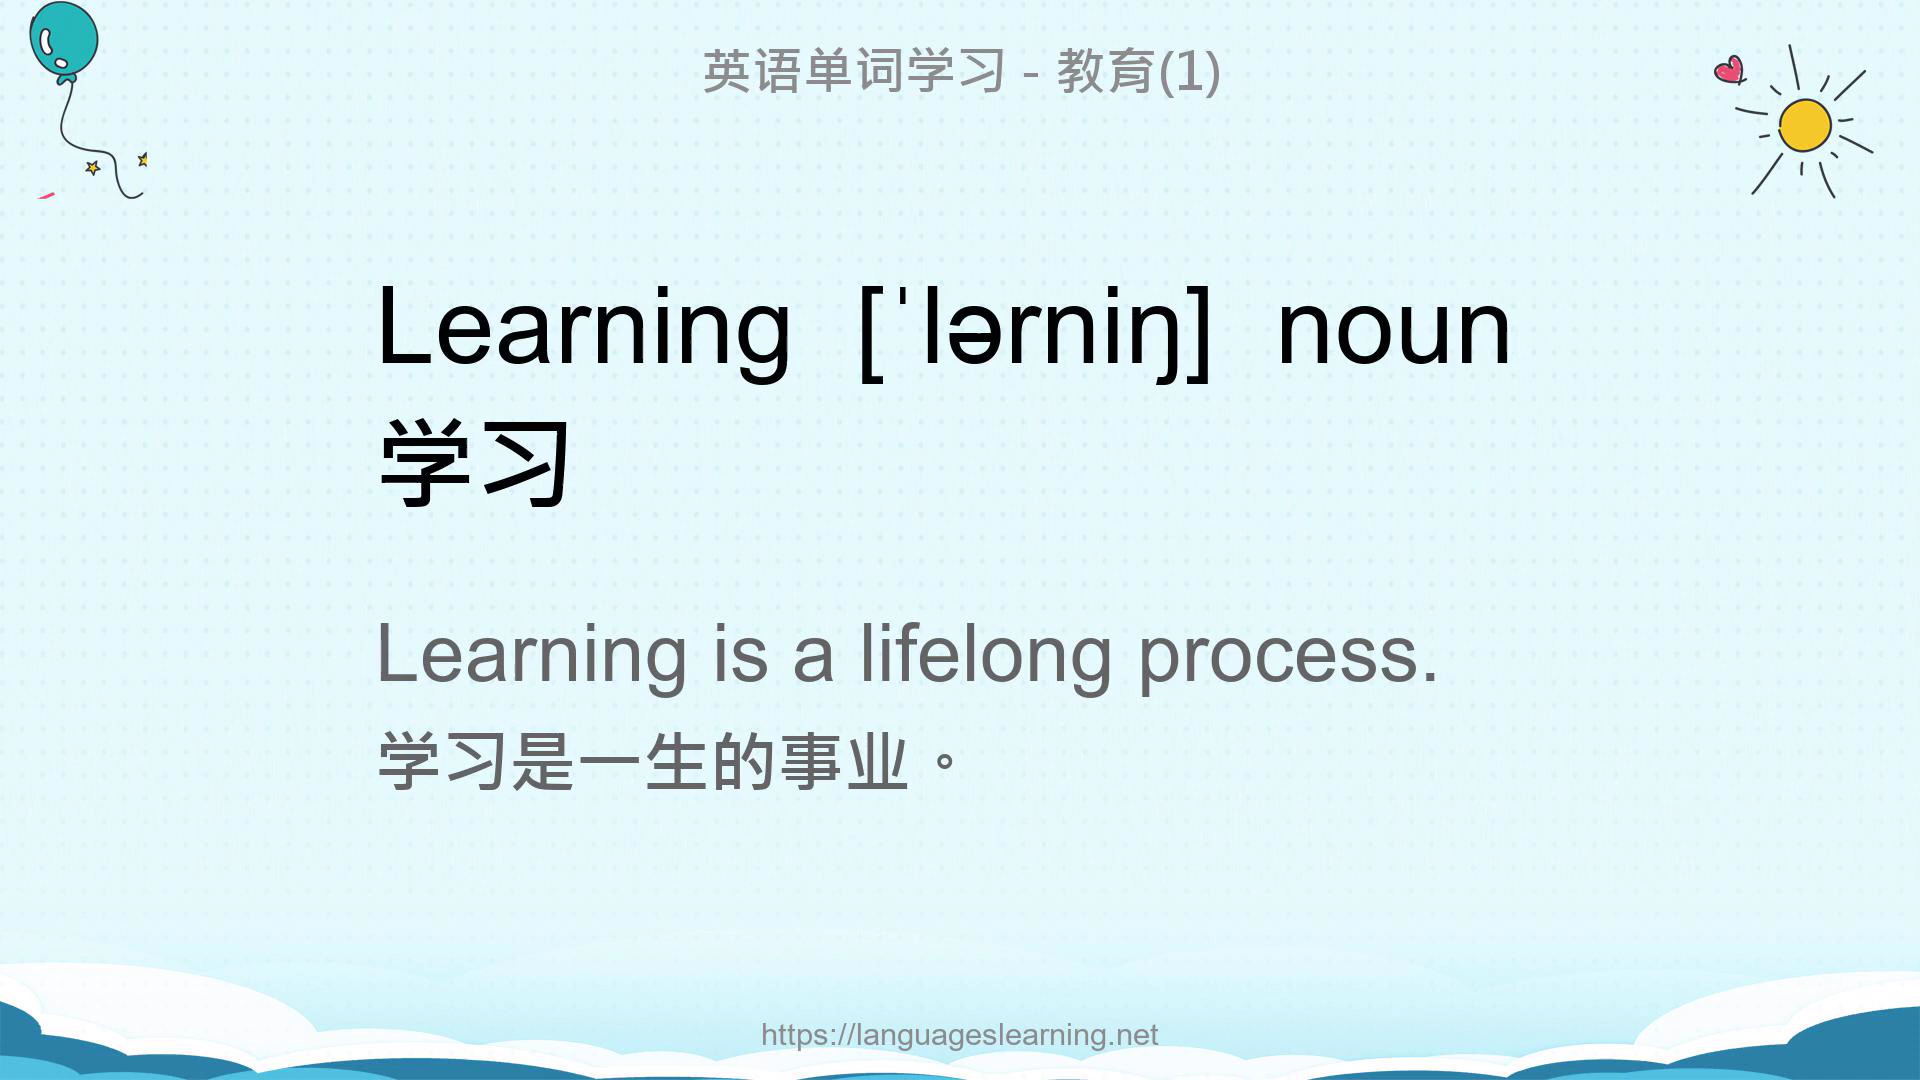 英语单词学习 - 教育(1)
Learning [ˈlərniŋ] noun
学习
Learning is a lifelong process.
学习是一生的事业。
https://languageslearning.net